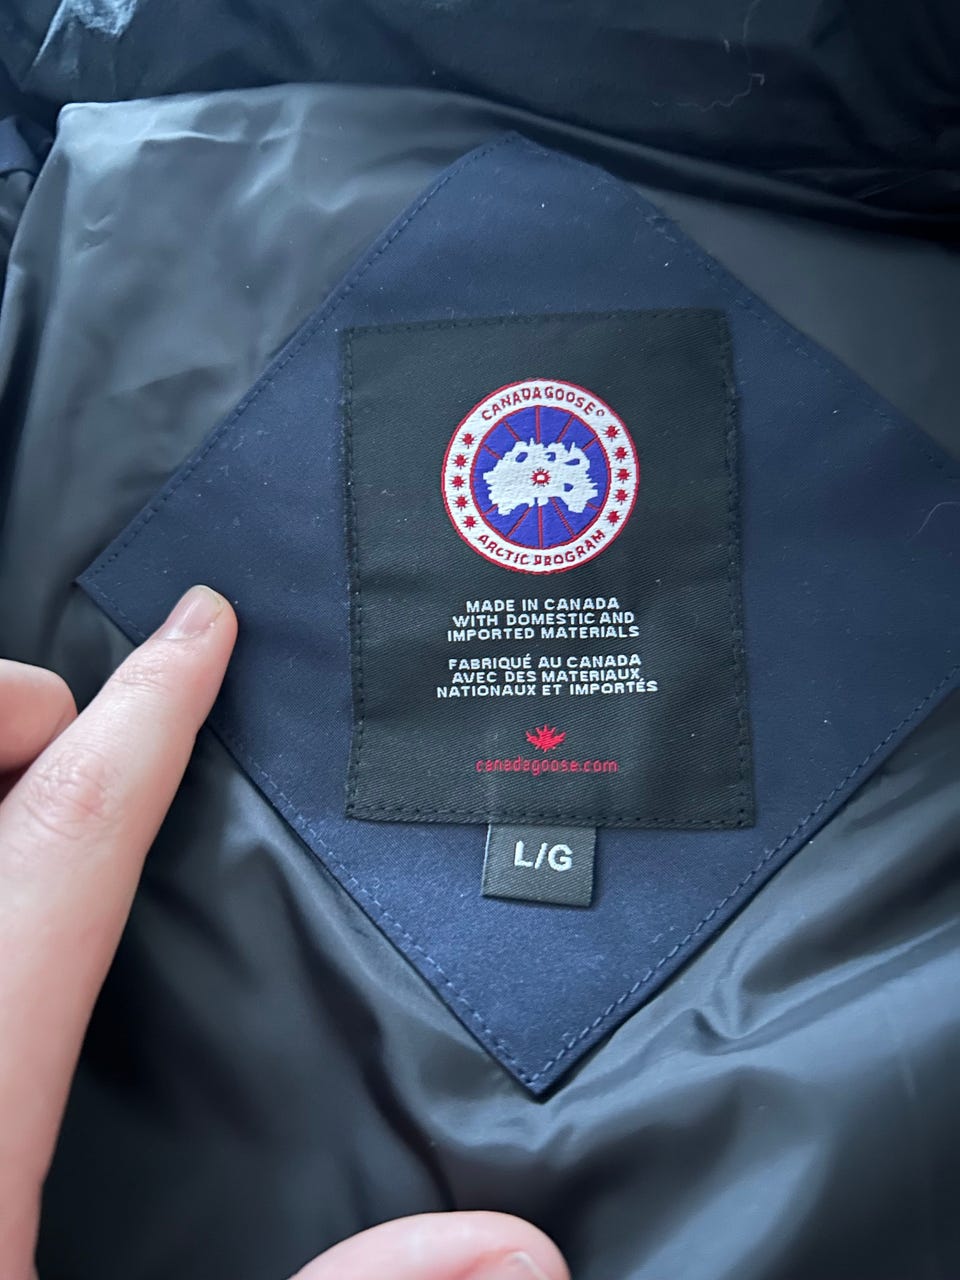 CANADA GOOSE®
ARCTIC PROGRAM
MADE IN CANADA
WITH DOMESTIC AND
IMPORTED MATERIALS
FABRIQUÉ AU CANADA
AVEC DES MATERIAUX
NATIONAUX ET IMPORTÉS
canadagoose.com
L/G